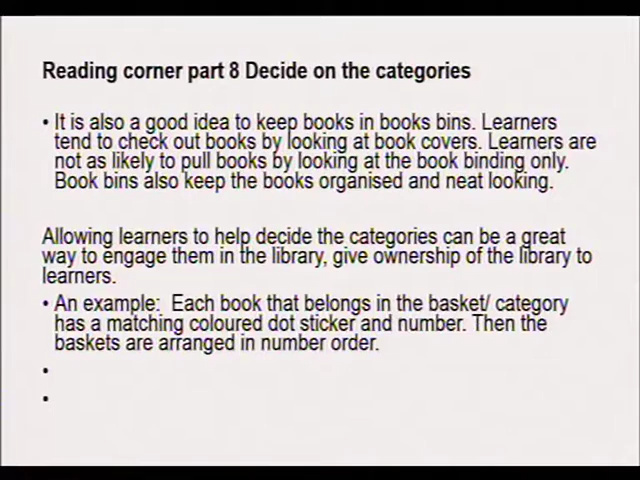 Reading corner part 8 Decide on the categories
• It is also a good idea to keep books in books bins. Learners
tend to check out books by looking at book covers. Learners are
not as likely to pull books by looking at the book binding only.
Book bins also keep the books organised and neat looking.
Allowing learners to help decide the categories can be a great
way to engage them in the library, give ownership of the library to
learners.
• An example:  Each book that belongs in the basket/ category
has a matching coloured dot sticker and number. Then the
baskets are arranged in number order.
•
•